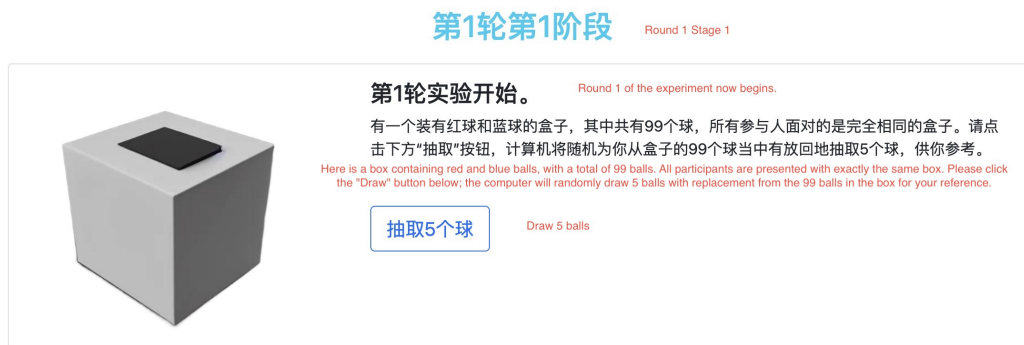 第1轮第1阶段
Round 1 Stage 1
第1轮实验开始。
Round 1 of the experiment now begins.
有一个装有红球和蓝球的盒子，其中共有99个球，所有参与人面对的是完全相同的盒子。请点
击下方“抽取”按钮，计算机将随机为你从盒子的99个球当中有放回地抽取5个球，供你参考。
Here is a box containing red and blue balls, with a total of 99 balls. All participants are presented with exactly the same box. Please click
the "Draw" button below; the computer will randomly draw 5 balls with replacement from the 99 balls in the box for your reference.
抽取5个球
Draw 5 balls